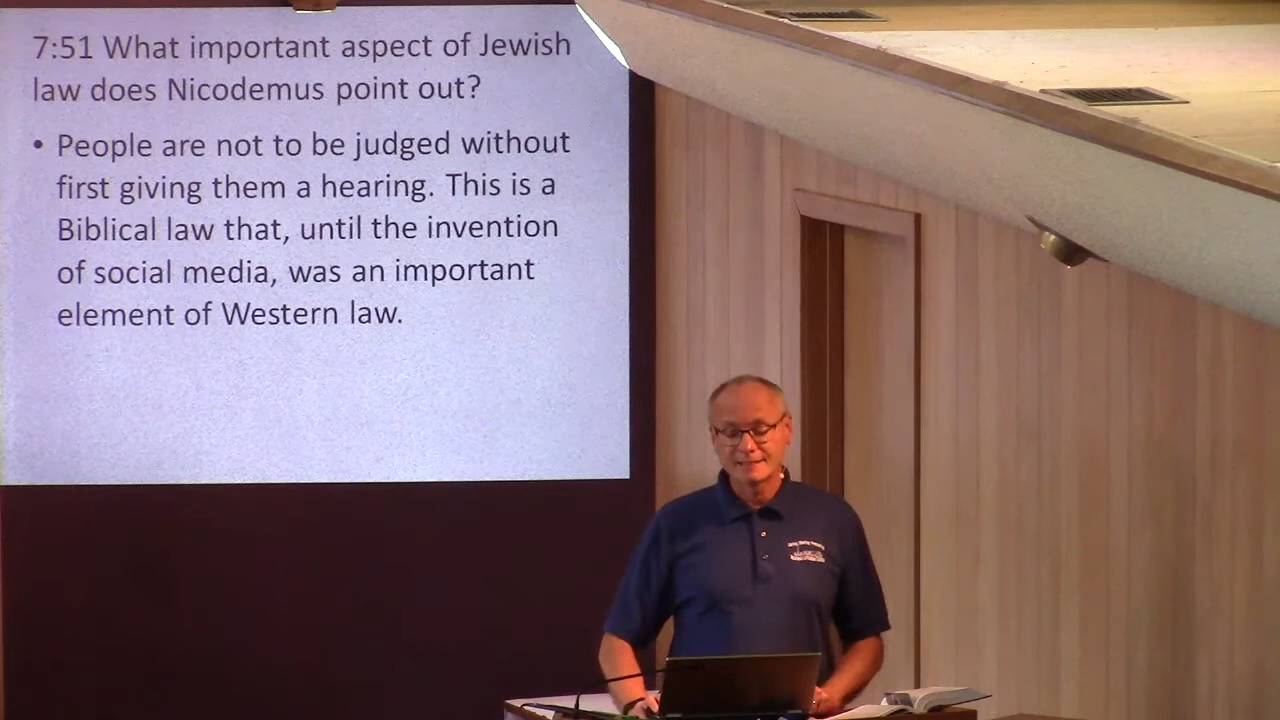 7:51 What important aspect of Jewish
law does Nicodemus point out?
• People are not to be judged without
first giving them a hearing. This is a
Biblical law that, until the invention
of social media, was an important
element of Western law.